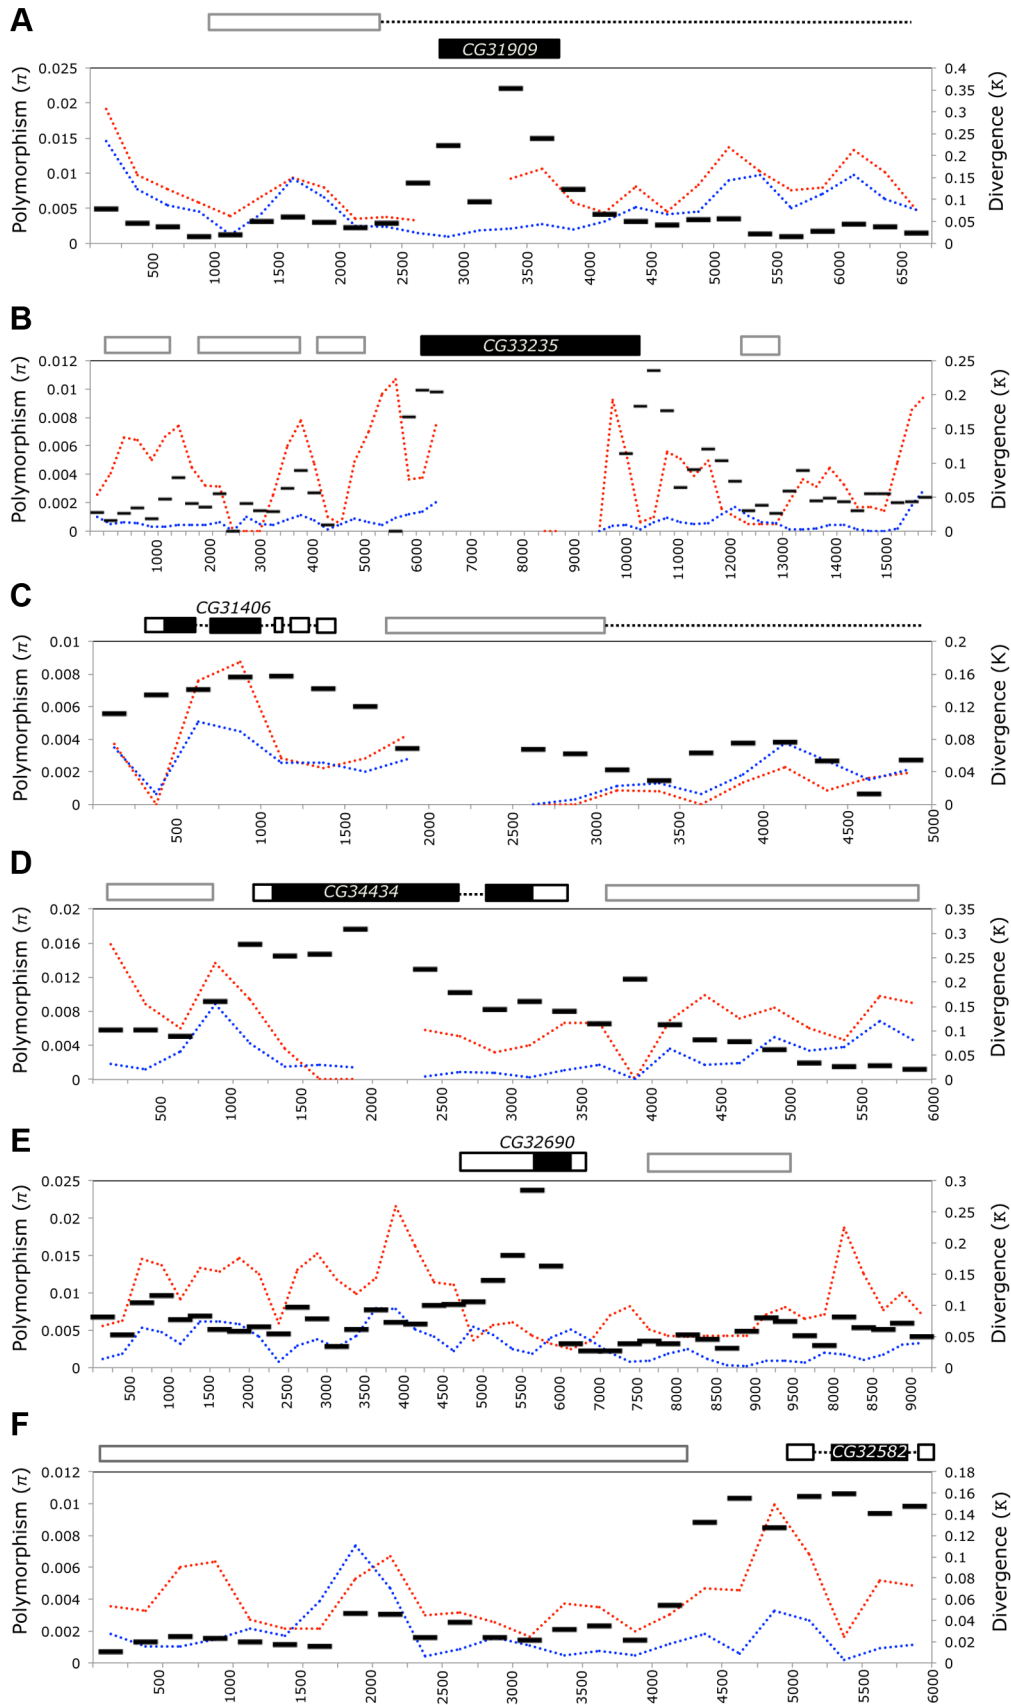 A
CG31909
Polymorphism (π)
0.025
0.02
0.015
0.01
0.005
0
0.4
0.35
0.3
0.25
0.2
0.15
0.1
0.05
0
Divergence (K)
500 1000 1500 2000 2500 3000 3500 4000 4500 5000 5500 6000 6500
B
CG33235
Polymorphism (π)
0.012
0.01
0.008
0.006
0.004
0.002
0
0.25
0.2
0.15
0.1
0.05
0
Divergence (K)
1000 2000 3000 4000 5000 6000 7000 8000 9000 10000 11000 12000 13000 14000 15000
C
CG31406
Polymorphism (π)
0.01
0.008
0.006
0.004
0.002
0
0.2
0.16
0.12
0.08
0.04
0
Divergence (K)
500 1000 1500 2000 2500 3000 3500 4000 4500 5000
D
CG34434
Polymorphism (π)
0.02
0.016
0.012
0.008
0.004
0
0.35
0.3
0.25
0.2
0.15
0.1
0.05
0
Divergence (K)
500 1000 1500 2000 2500 3000 3500 4000 4500 5000 5500 6000
E
CG32690
Polymorphism (π)
0.025
0.02
0.015
0.01
0.005
0
0.3
0.25
0.2
0.15
0.1
0.05
0
Divergence (K)
500 1000 1500 2000 2500 3000 3500 4000 4500 5000 5500 6000 6500 7000 7500 8000 8500 9000 9500 8000 8500 9000
F
CG32582
Polymorphism (π)
0.012
0.01
0.008
0.006
0.004
0.002
0
0.18
0.16
0.14
0.12
0.1
0.08
0.06
0.04
0.02
0
Divergence (K)
500 1000 1500 2000 2500 3000 3500 4000 4500 5000 5500 6000